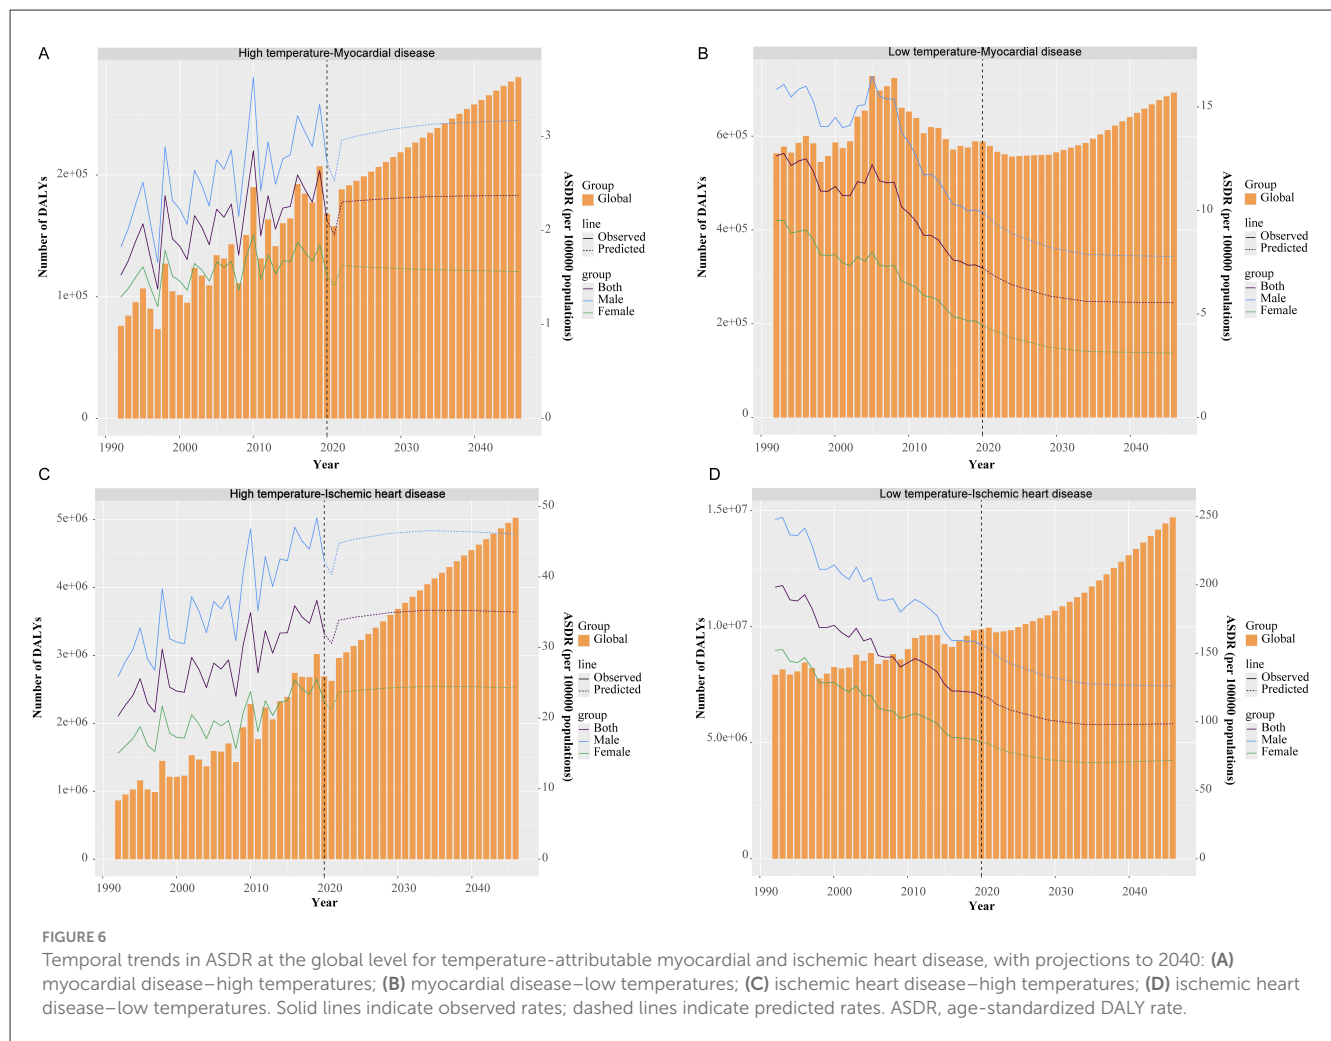 A
High temperature-Myocardial disease
Number of DALYs
2e+05
1e+05
0
3
2
1
0
ASDR (per 100000 populations)
1990
2000
2010
2020
2030
2040
Year
Group
Global
line
Observed
Predicted
group
Both
Male
Female
B
Low temperature-Myocardial disease
Number of DALYs
6e+05
4e+05
2e+05
0
15
10
5
0
ASDR (per 100000 populations)
1990
2000
2010
2020
2030
2040
Year
Group
Global
line
Observed
Predicted
group
Both
Male
Female
C
High temperature-Ischemic heart disease
Number of DALYs
5e+06
4e+06
3e+06
2e+06
1e+06
0
50
40
30
20
10
0
ASDR (per 100000 populations)
1990
2000
2010
2020
2030
2040
Year
Group
Global
line
Observed
Predicted
group
Both
Male
Female
D
Low temperature-Ischemic heart disease
Number of DALYs
1.5e+07
1.0e+07
5.0e+06
0
250
200
150
100
50
0
ASDR (per 100000 populations)
1990
2000
2010
2020
2030
2040
Year
Group
Global
line
Observed
Predicted
group
Both
Male
Female
FIGURE 6
Temporal trends in ASDR at the global level for temperature-attributable myocardial and ischemic heart disease, with projections to 2040: (A)
myocardial disease–high temperatures; (B) myocardial disease–low temperatures; (C) ischemic heart disease–high temperatures; (D) ischemic heart
disease–low temperatures. Solid lines indicate observed rates; dashed lines indicate predicted rates. ASDR, age-standardized DALY rate.